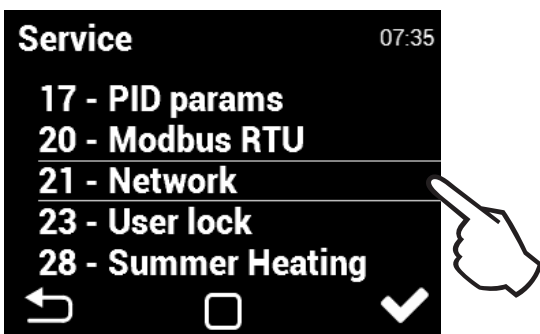 Service 07:35
17 - PID params
20 - Modbus RTU
21 - Network
23 - User lock
28 - Summer Heating